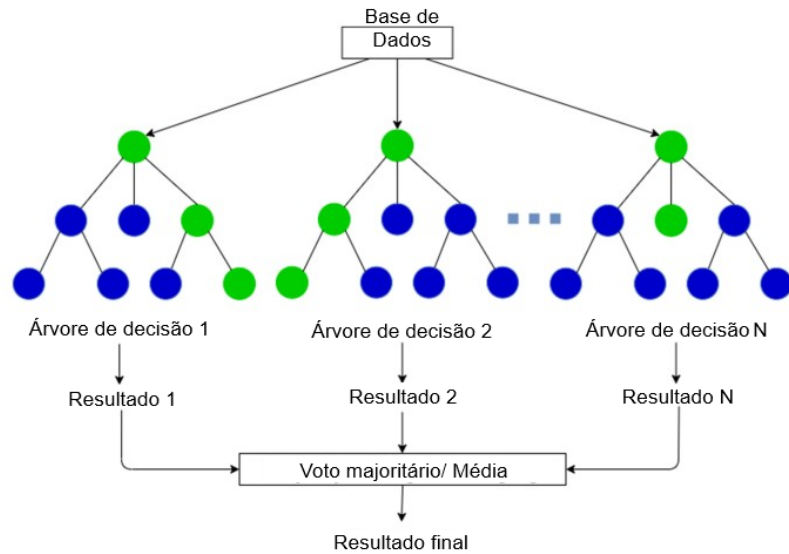 Base de
Dados
Árvore de decisão 1
Árvore de decisão 2
Árvore de decisão N
Resultado 1
Resultado 2
Resultado N
Voto majoritário/ Média
Resultado final